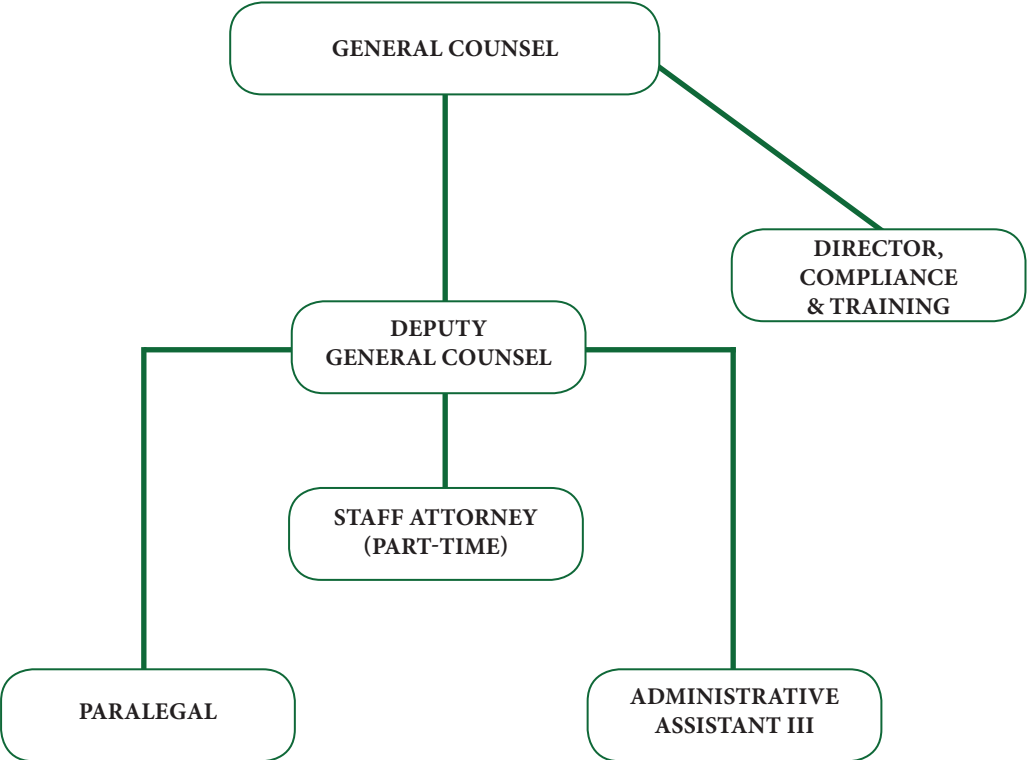 GENERAL COUNSEL
DIRECTOR,
COMPLIANCE
& TRAINING
DEPUTY
GENERAL COUNSEL
STAFF ATTORNEY
(PART-TIME)
PARALEGAL
ADMINISTRATIVE
ASSISTANT III